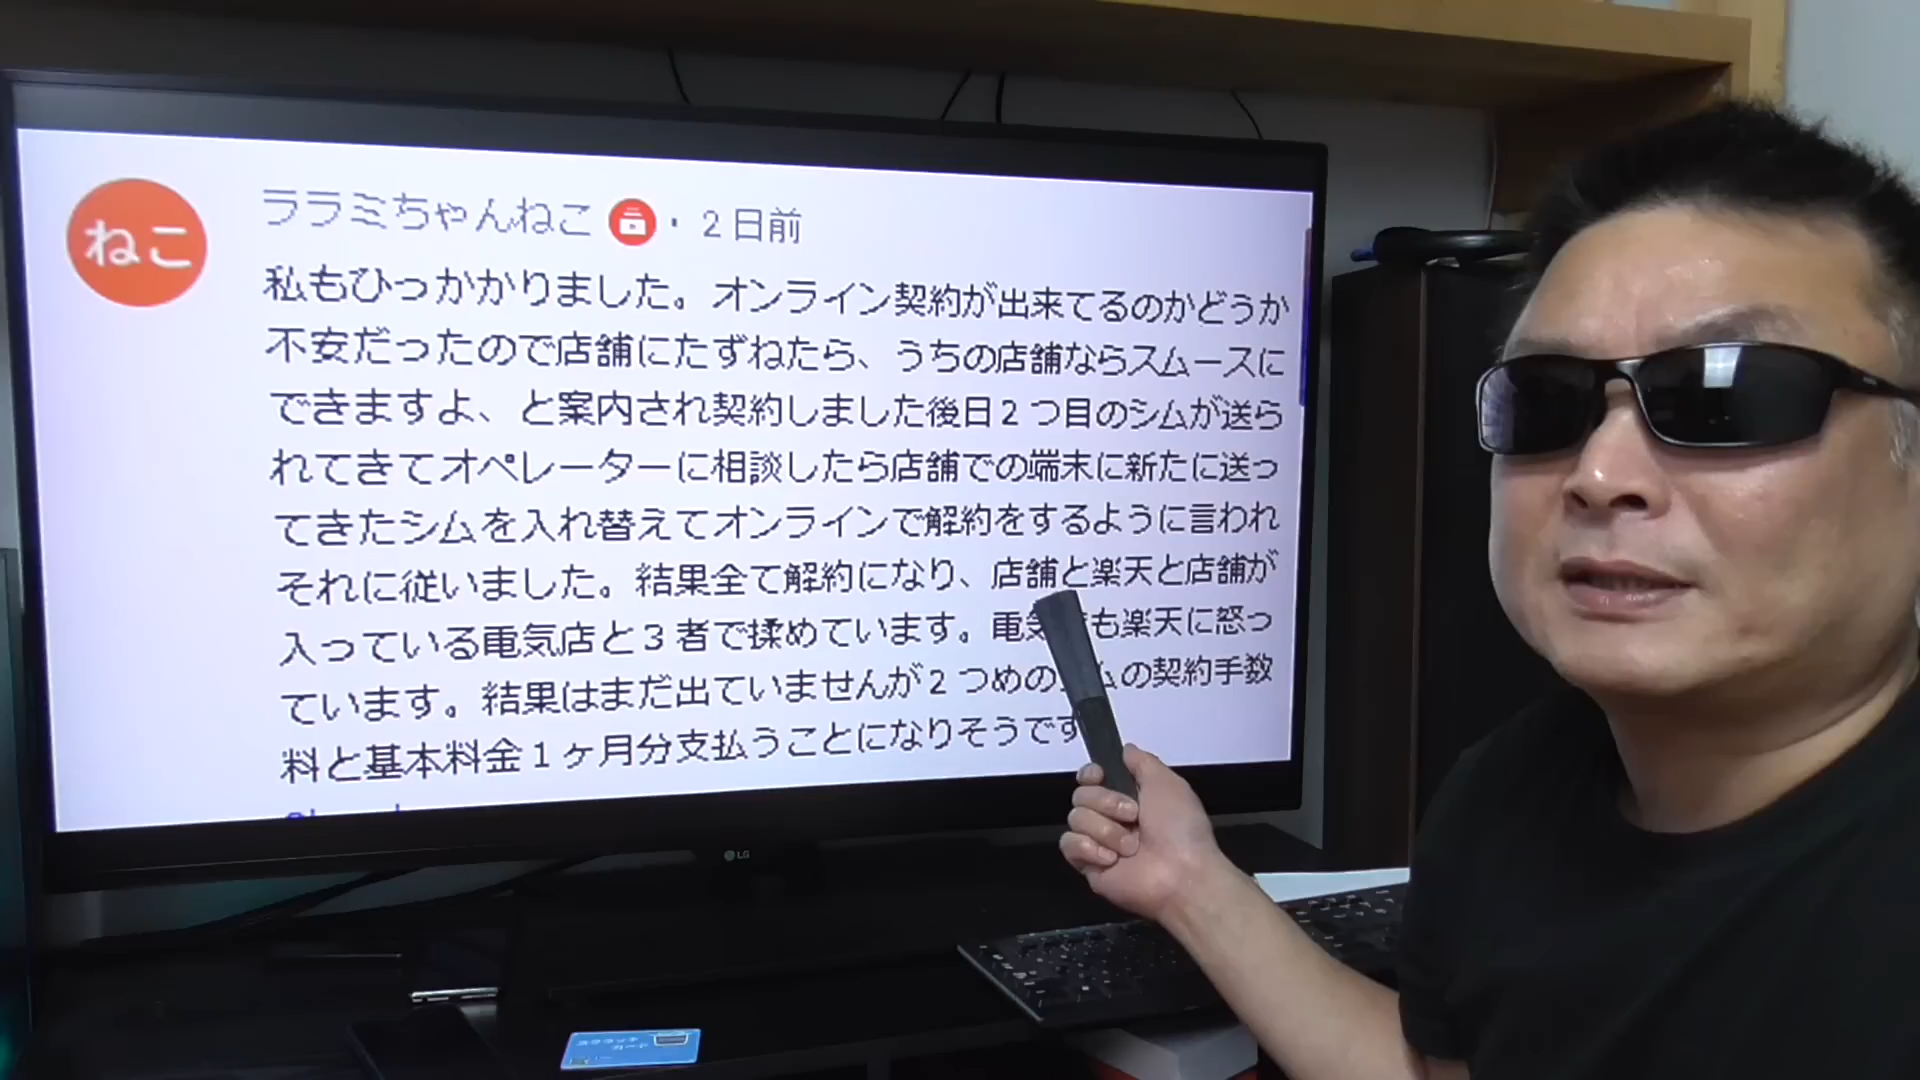 ねこ
ララミちゃんねこ ・2日前
私もひっかかりました。オンライン契約が出来てるのかどうか
不安だったので店舗にたずねたら、うちの店舗ならスムースに
できますよ、と案内され契約しました後日2つ目のシムが送ら
れてきてオペレーターに相談したら店舗での端末に新たに送っ
てきたシムを入れ替えてオンラインで解約をするように言われ
それに従いました。結果全て解約になり、店舗と楽天と店舗が
入っている電気店と3者で揉めています。電気 も楽天に怒っ
ています。結果はまだ出ていませんが2つめの ムの契約手数
料と基本料金1ヶ月分支払うことになりそうです
LG